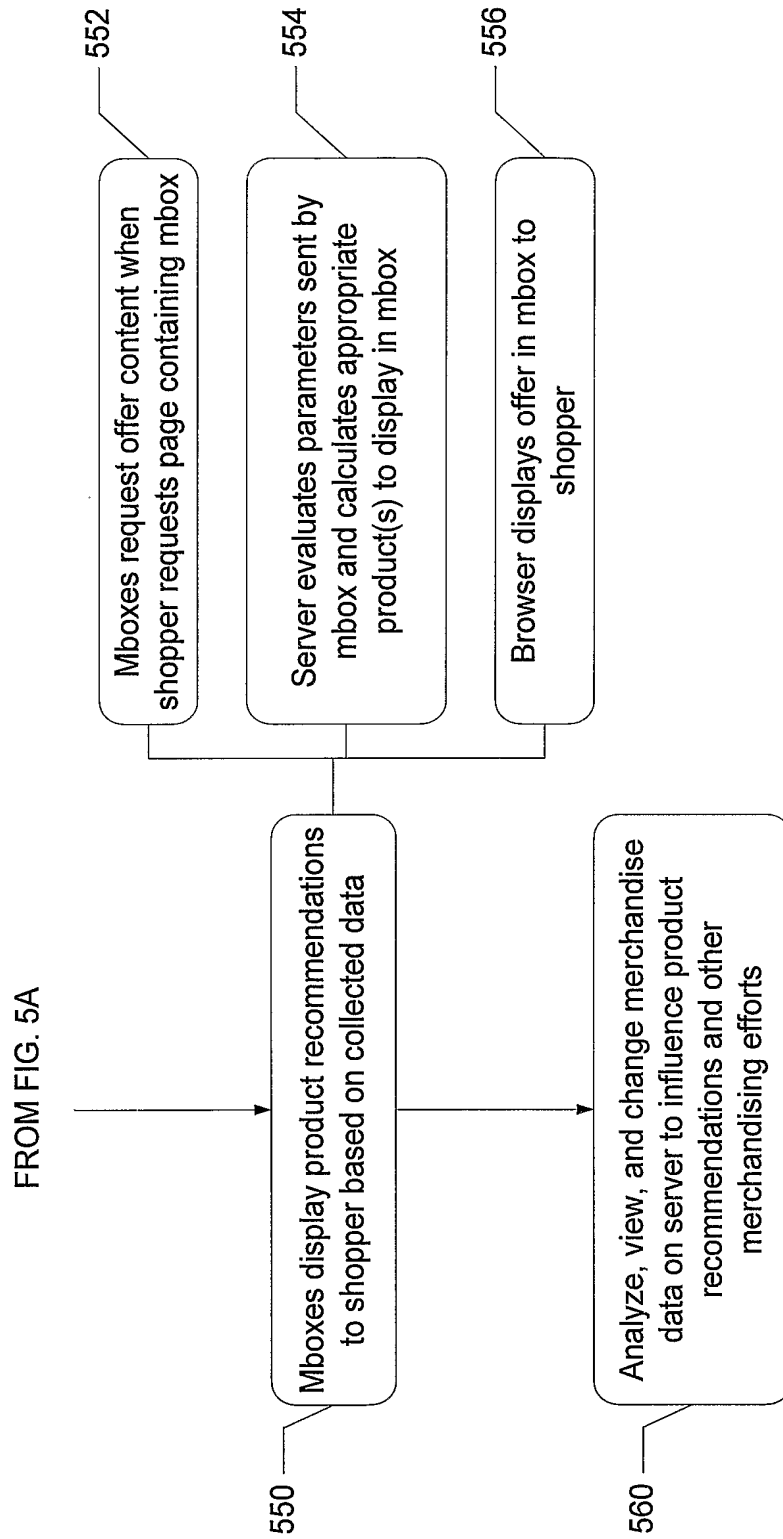 FROM FIG. 5A
550
Mboxes display product recommendations
to shopper based on collected data
552
Mboxes request offer content when
shopper requests page containing mbox
554
Server evaluates parameters sent by
mbox and calculates appropriate
product(s) to display in mbox
556
Browser displays offer in mbox to
shopper
560
Analyze, view, and change merchandise
data on server to influence product
recommendations and other
merchandising efforts